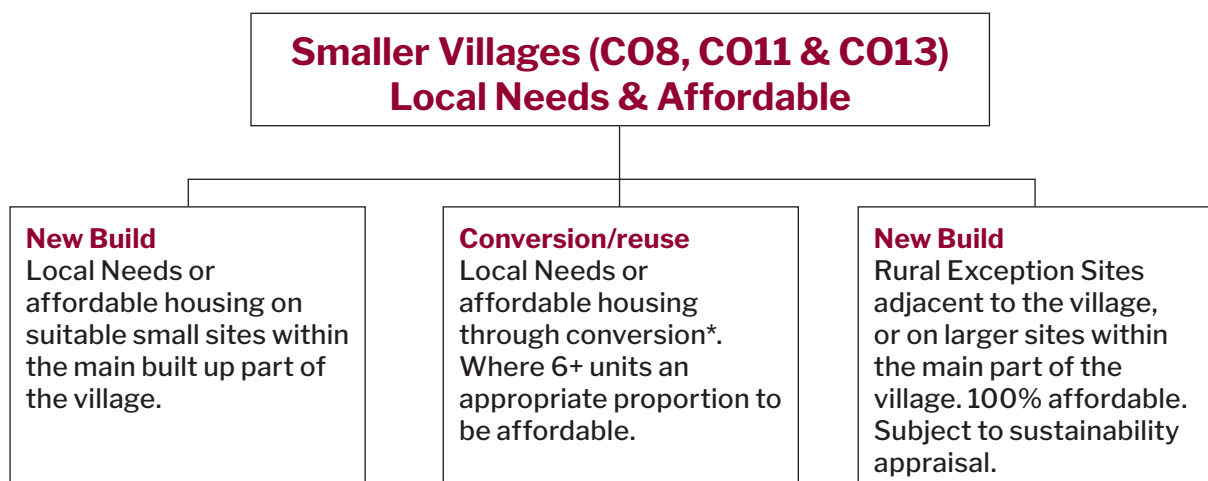 Smaller Villages (CO8, CO11 & CO13)
Local Needs & Affordable
New Build
Local Needs or
affordable housing on
suitable small sites within
the main built up part of
the village.
Conversion/reuse
Local Needs or
affordable housing
through conversion*.
Where 6+ units an
appropriate proportion to
be affordable.
New Build
Rural Exception Sites
adjacent to the village,
or on larger sites within
the main part of the
village. 100% affordable.
Subject to sustainability
appraisal.